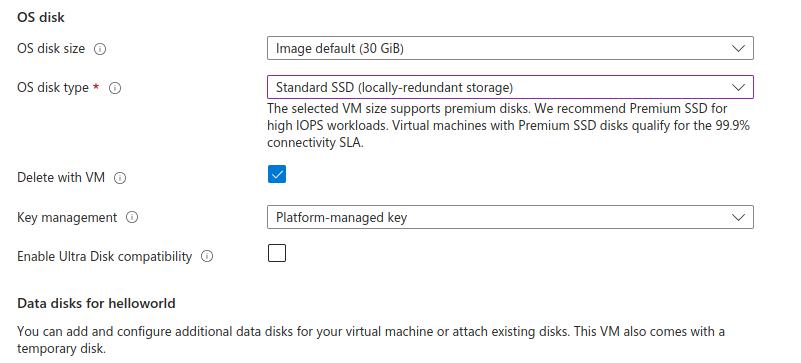 OS disk
OS disk size
Image default (30 GiB)
OS disk type *
Standard SSD (locally-redundant storage)
The selected VM size supports premium disks. We recommend Premium SSD for
high IOPS workloads. Virtual machines with Premium SSD disks qualify for the 99.9%
connectivity SLA.
Delete with VM
Key management
Platform-managed key
Enable Ultra Disk compatibility
Data disks for helloworld
You can add and configure additional data disks for your virtual machine or attach existing disks. This VM also comes with a
temporary disk.